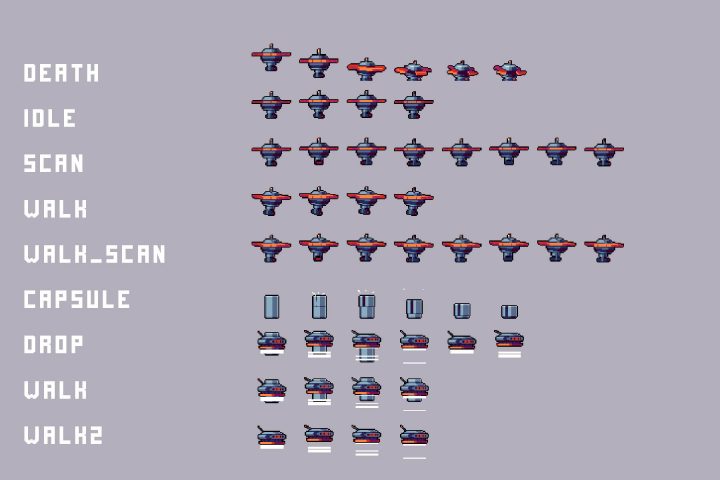 DEATH
IDLE
SCAN
WALK
WALK_SCAN
CAPSULE
DROP
WALK
WALK2